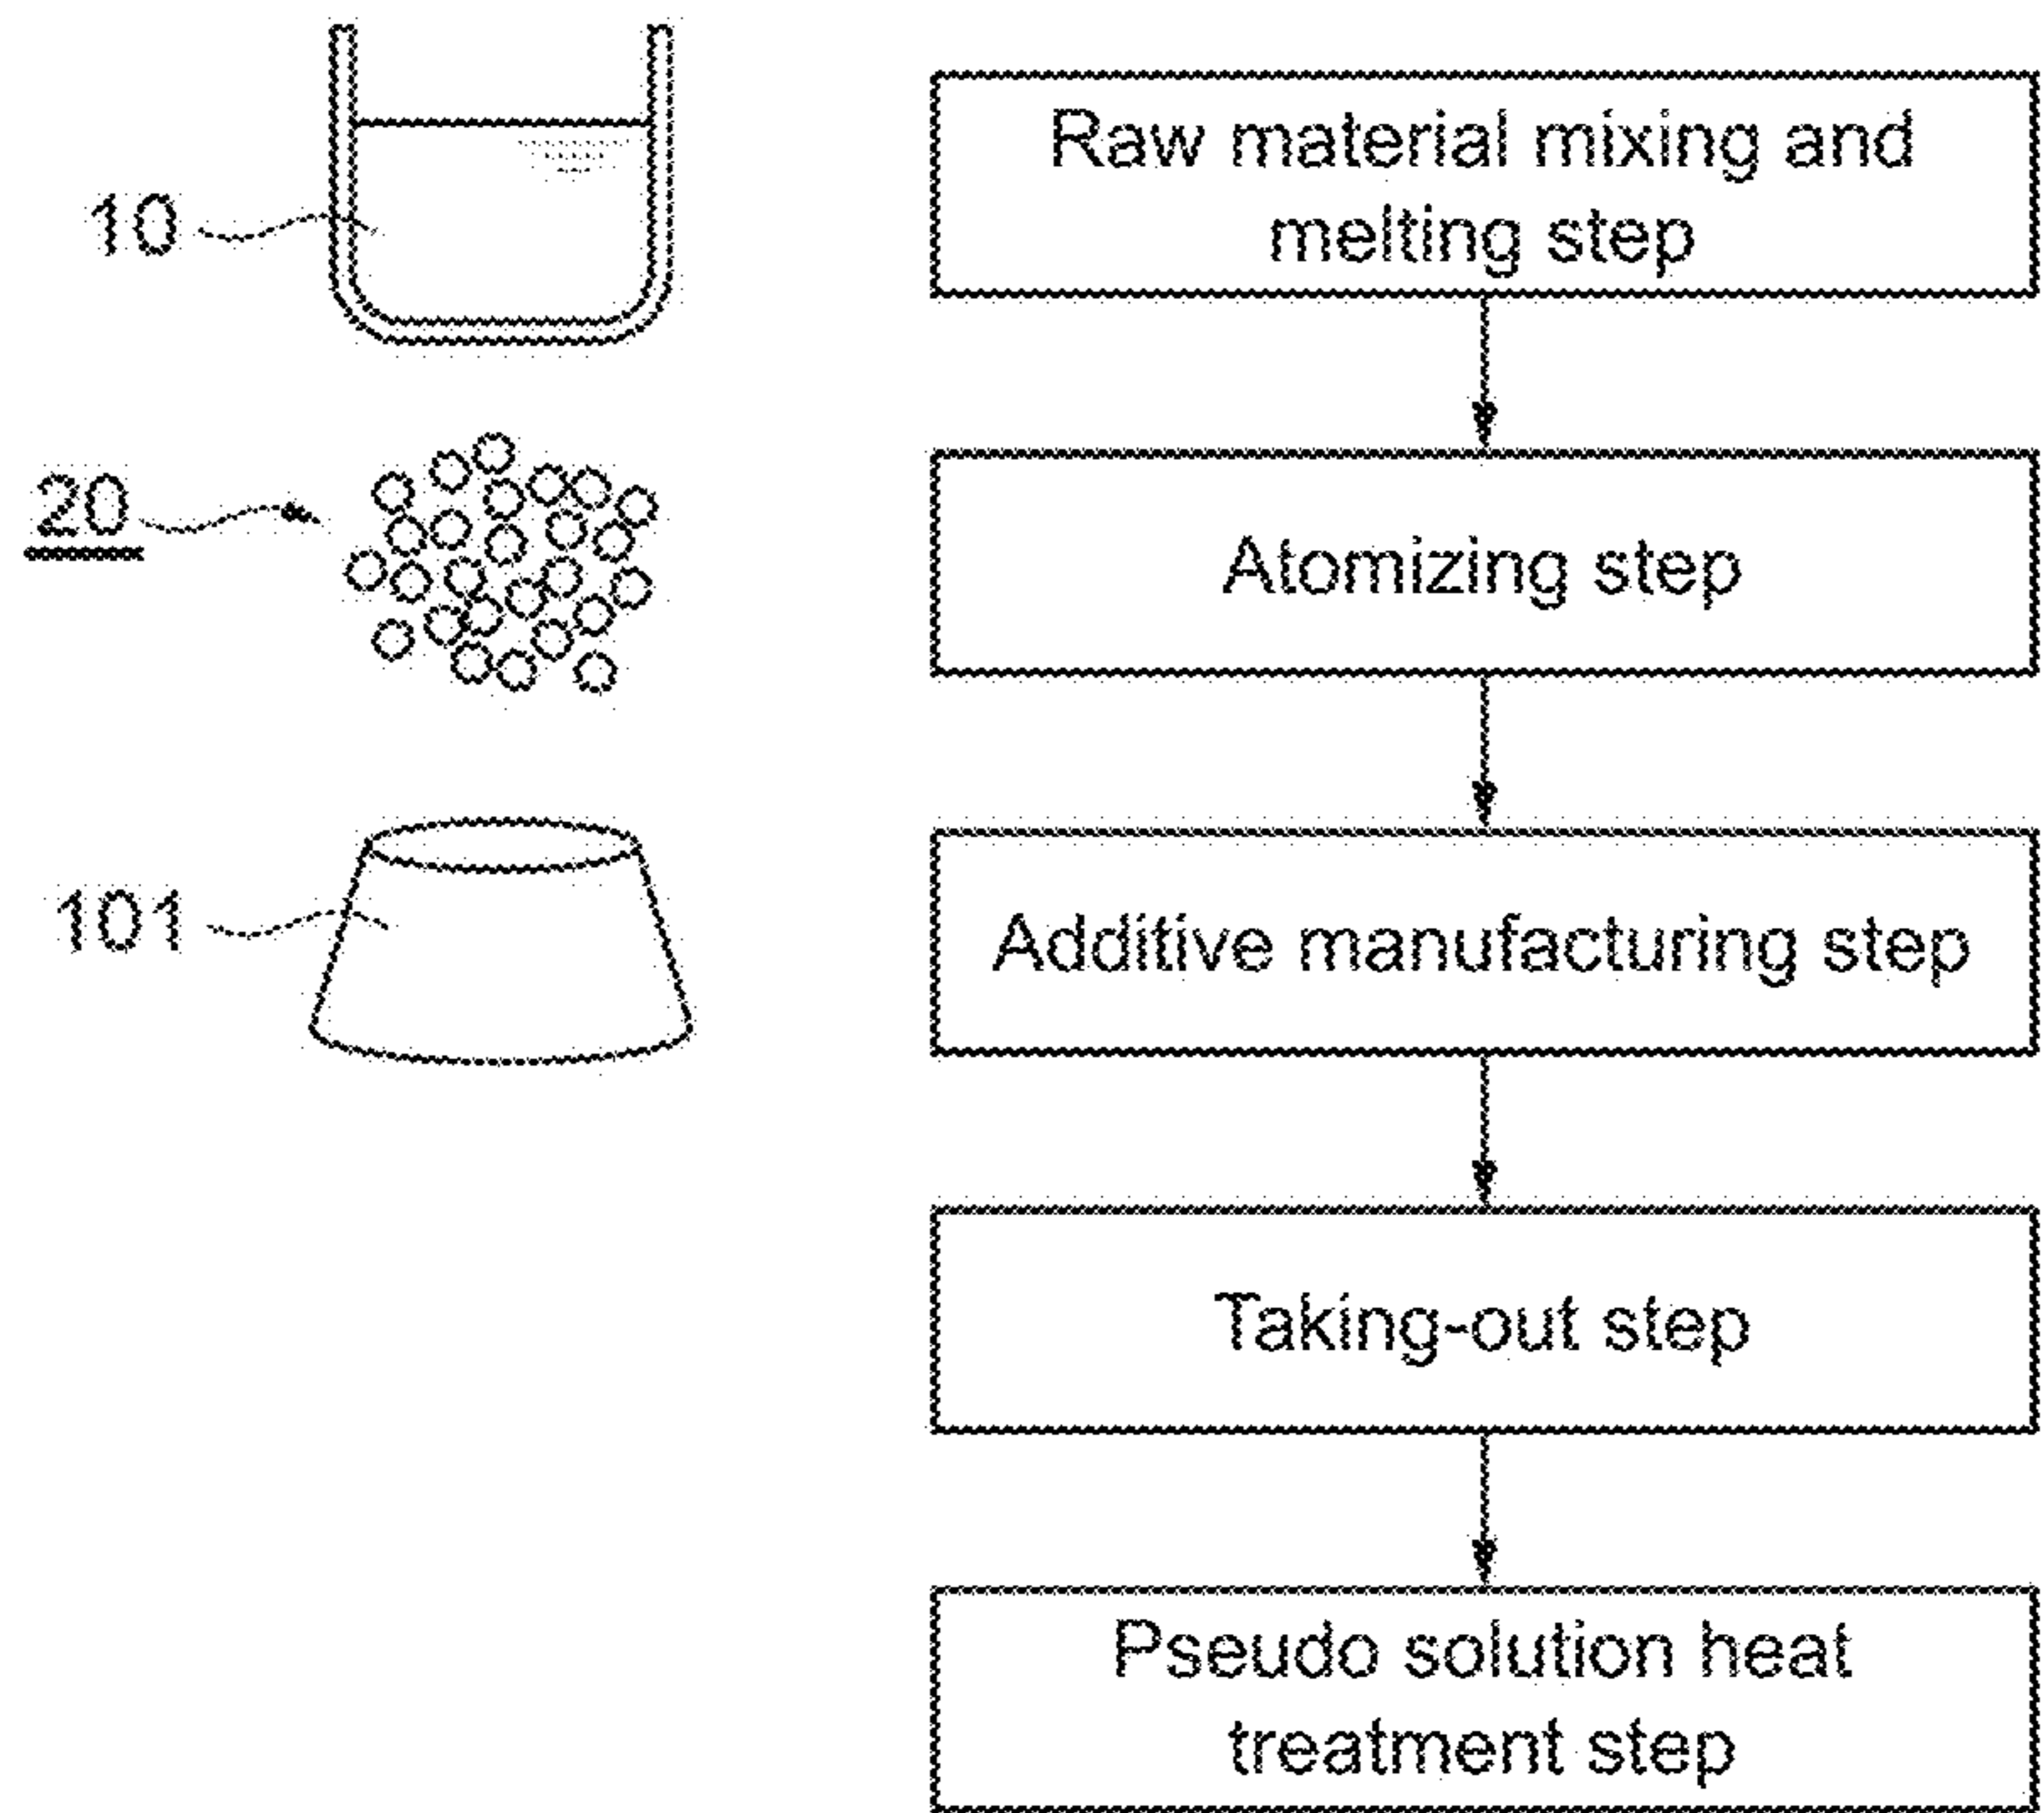 10
Raw material mixing and
melting step
20
Atomizing step
101
Additive manufacturing step
Taking-out step
Pseudo solution heat
treatment step